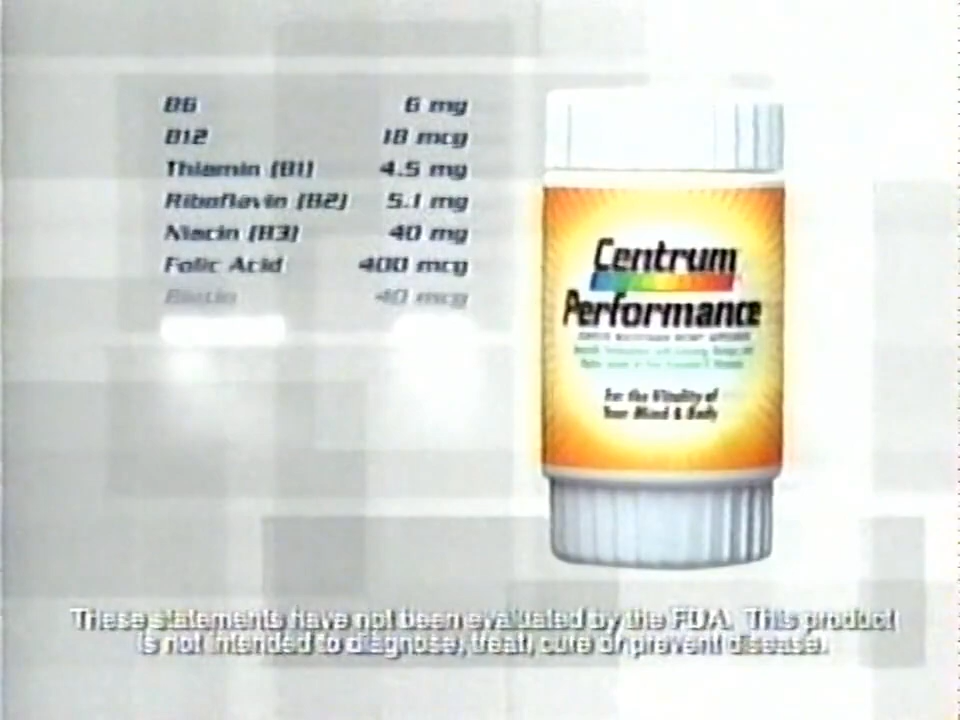 B6 6 mg
B12 18 mcg
Thiamin (B1) 4.5 mg
Riboflavin (B2) 5.1 mg
Niacin (B3) 40 mg
Folic Acid 400 mcg
Biotin 40 mcg
Centrum
Performance
For the Vitality of
Your Mind & Body
These statements have not been evaluated by the FDA. This product
is not intended to diagnose, treat, cure or prevent disease.